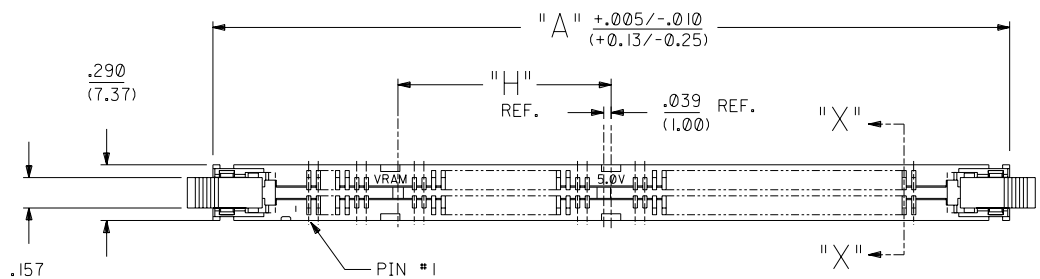 "A" +.005/-.010
(+0.13/-0.25)
.290
(7.37)
"H"
REF.
.039 REF.
(1.00)
"X"
VRAM
5.0V
"X"
.157
PIN #1